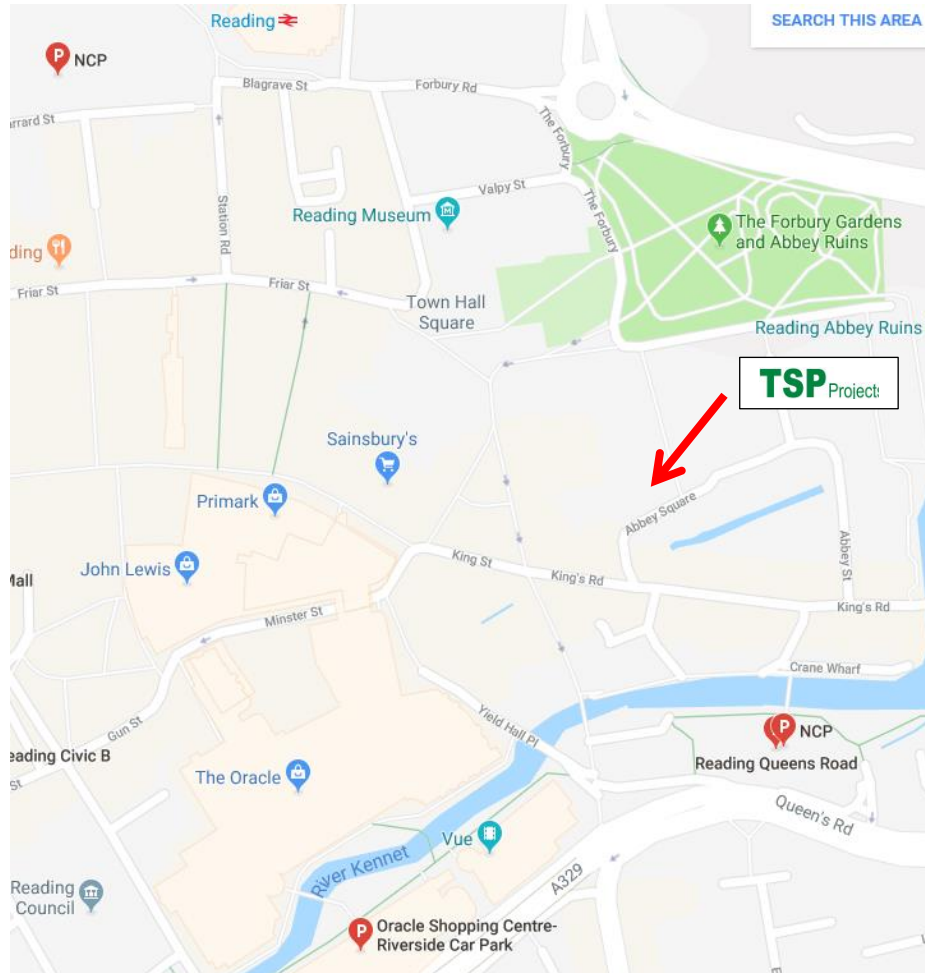 Reading
SEARCH THIS AREA
P NCP
Blagrave St
Forbury Rd
The Forbury
Valpy St
The Forbury
Station Rd
Reading Museum
The Forbury Gardens
and Abbey Ruins
Friar St
Friar St
Town Hall
Square
Reading Abbey Ruins
TSP Projects
Sainsbury's
Primark
Abbey Square
Abbey St
John Lewis
King St
King's Rd
King's Rd
Minster St
Crane Wharf
Gun St
Yield Hall Pl
P NCP
Reading Queens Road
The Oracle
Queen's Rd
Vue
River Kennet
A329
Reading
Council
P Oracle Shopping Centre-
Riverside Car Park